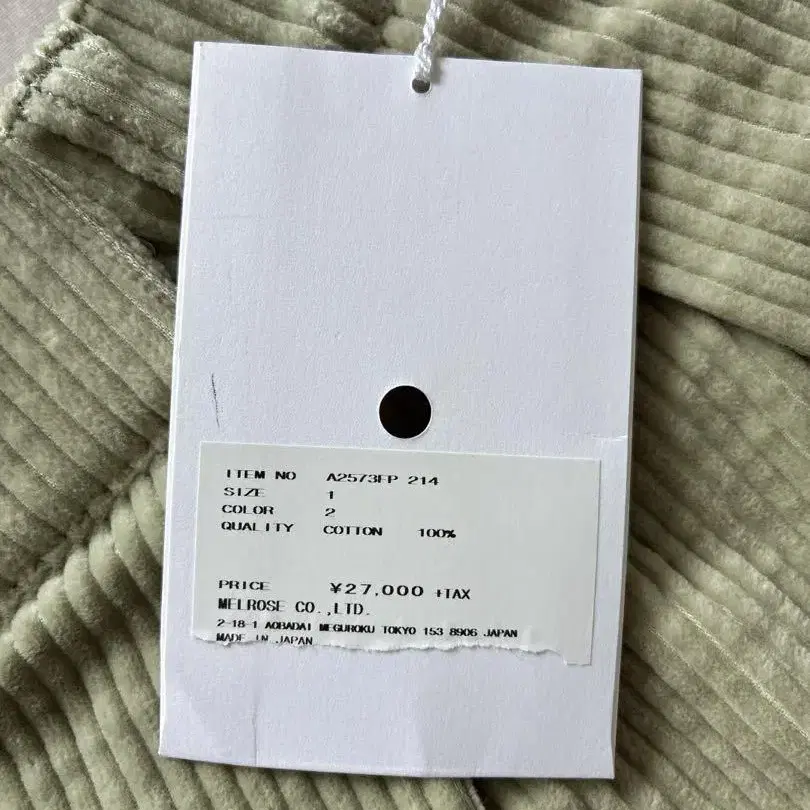 ITEM NO A2573FP 214
SIZE 1
COLOR 2
QUALITY COTTON 100%
PRICE ¥27,000 +TAX
MELROSE CO.,LTD.
2-18-1 AOBADAI MEGUROKU TOKYO 153 8906 JAPAN
MADE IN JAPAN